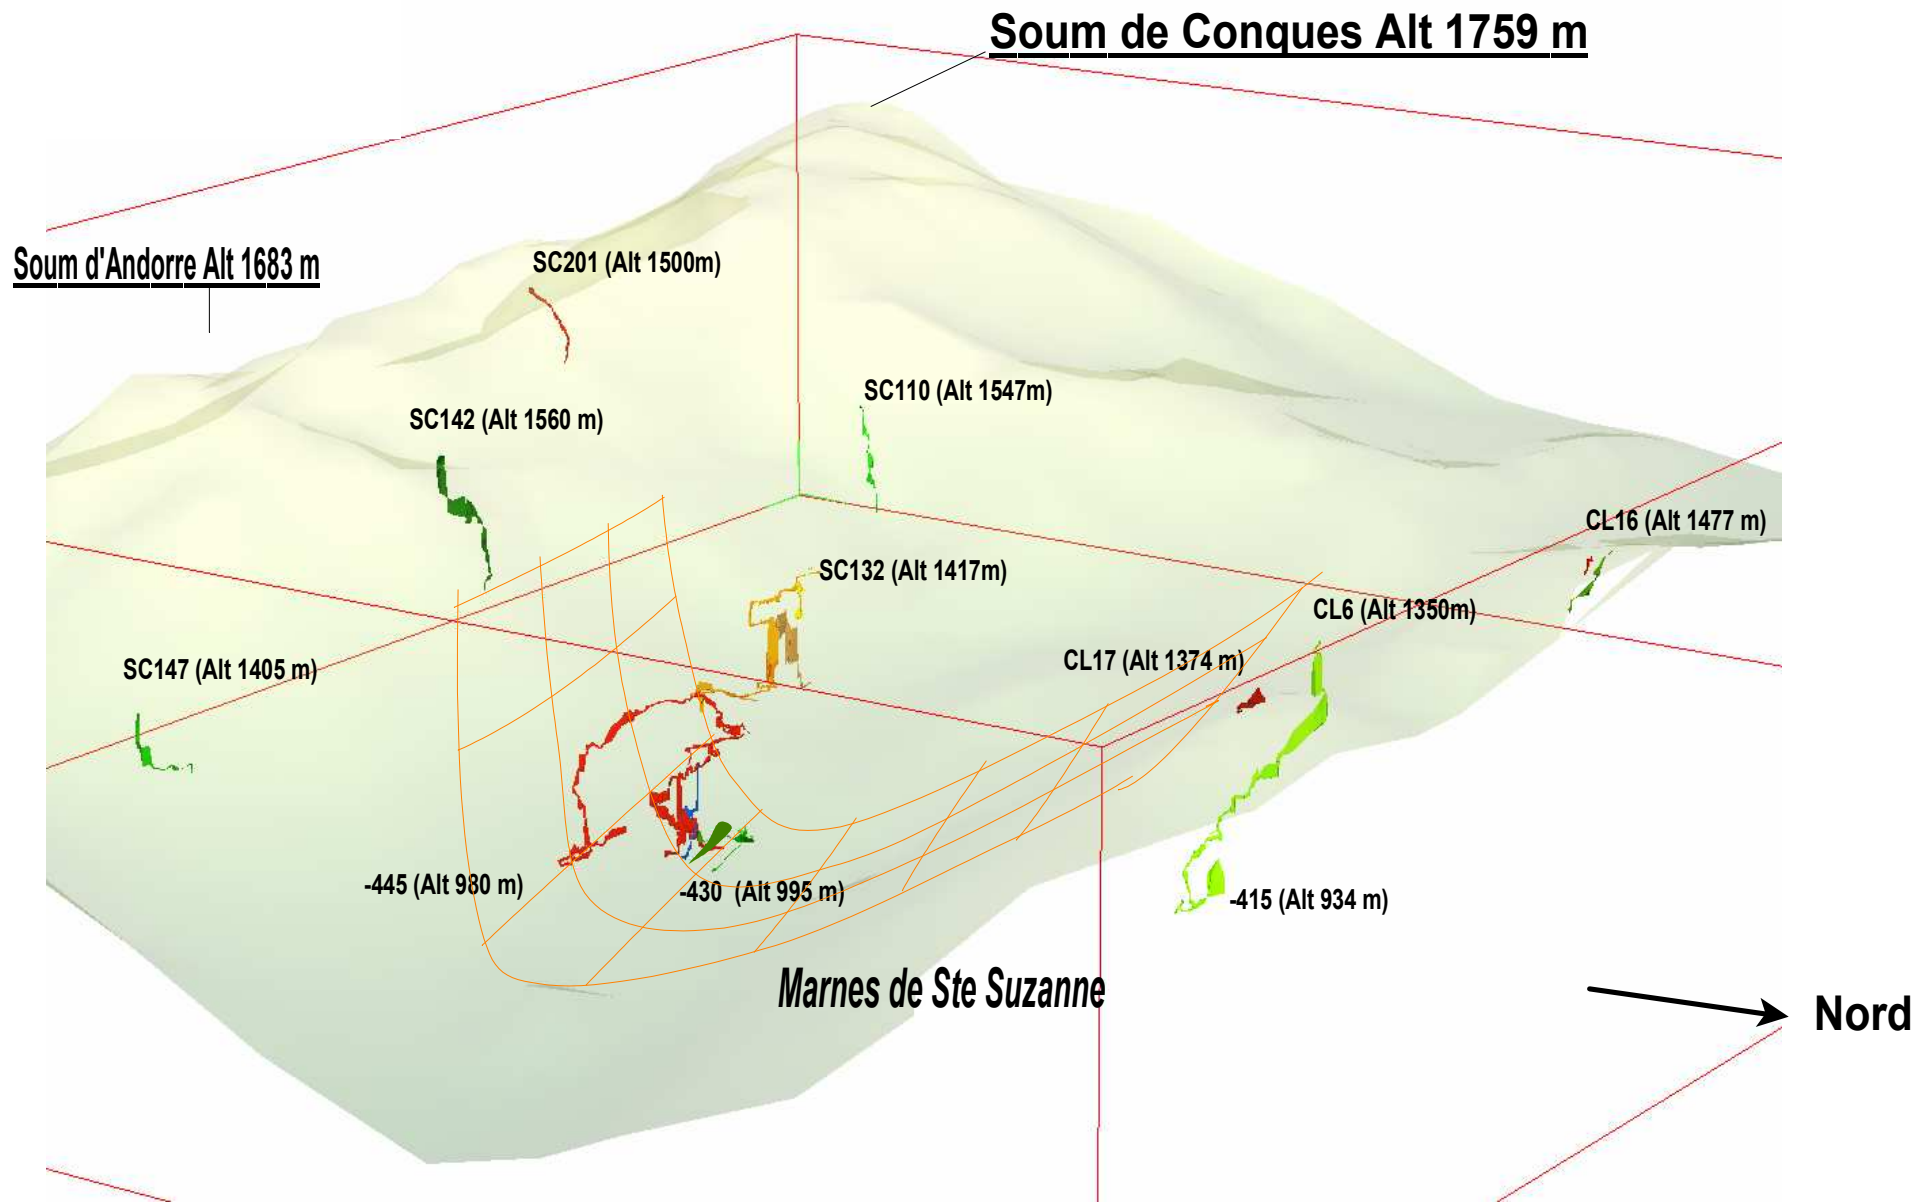 Soum de Conques Alt 1759 m
Soum d'Andorre Alt 1683 m
SC201 (Alt 1500m)
SC110 (Alt 1547m)
SC142 (Alt 1560 m)
CL16 (Alt 1477 m)
SC132 (Alt 1417m)
CL6 (Alt 1350m)
CL17 (Alt 1374 m)
SC147 (Alt 1405 m)
-445 (Alt 980 m)
-430 (Alt 995 m)
-415 (Alt 934 m)
Marnes de Ste Suzanne
Nord